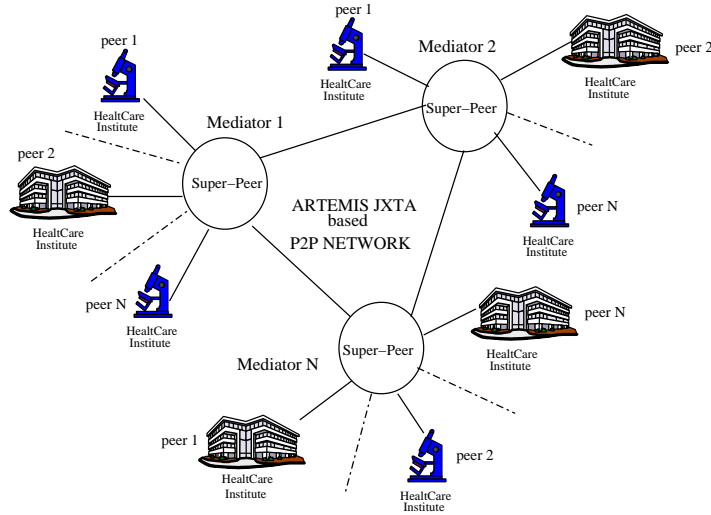 peer 1
HealtCare
Institute
Mediator 2
peer 2
HealtCare
Institute
peer 1
HealtCare
Institute
Mediator 1
Super–Peer
peer 2
HealtCare
Institute
Super–Peer
ARTEMIS JXTA
based
P2P NETWORK
peer N
HealtCare
Institute
peer N
HealtCare
Institute
peer N
HealtCare
Institute
Super–Peer
Mediator N
peer 1
HealtCare
Institute
peer 2
HealtCare
Institute